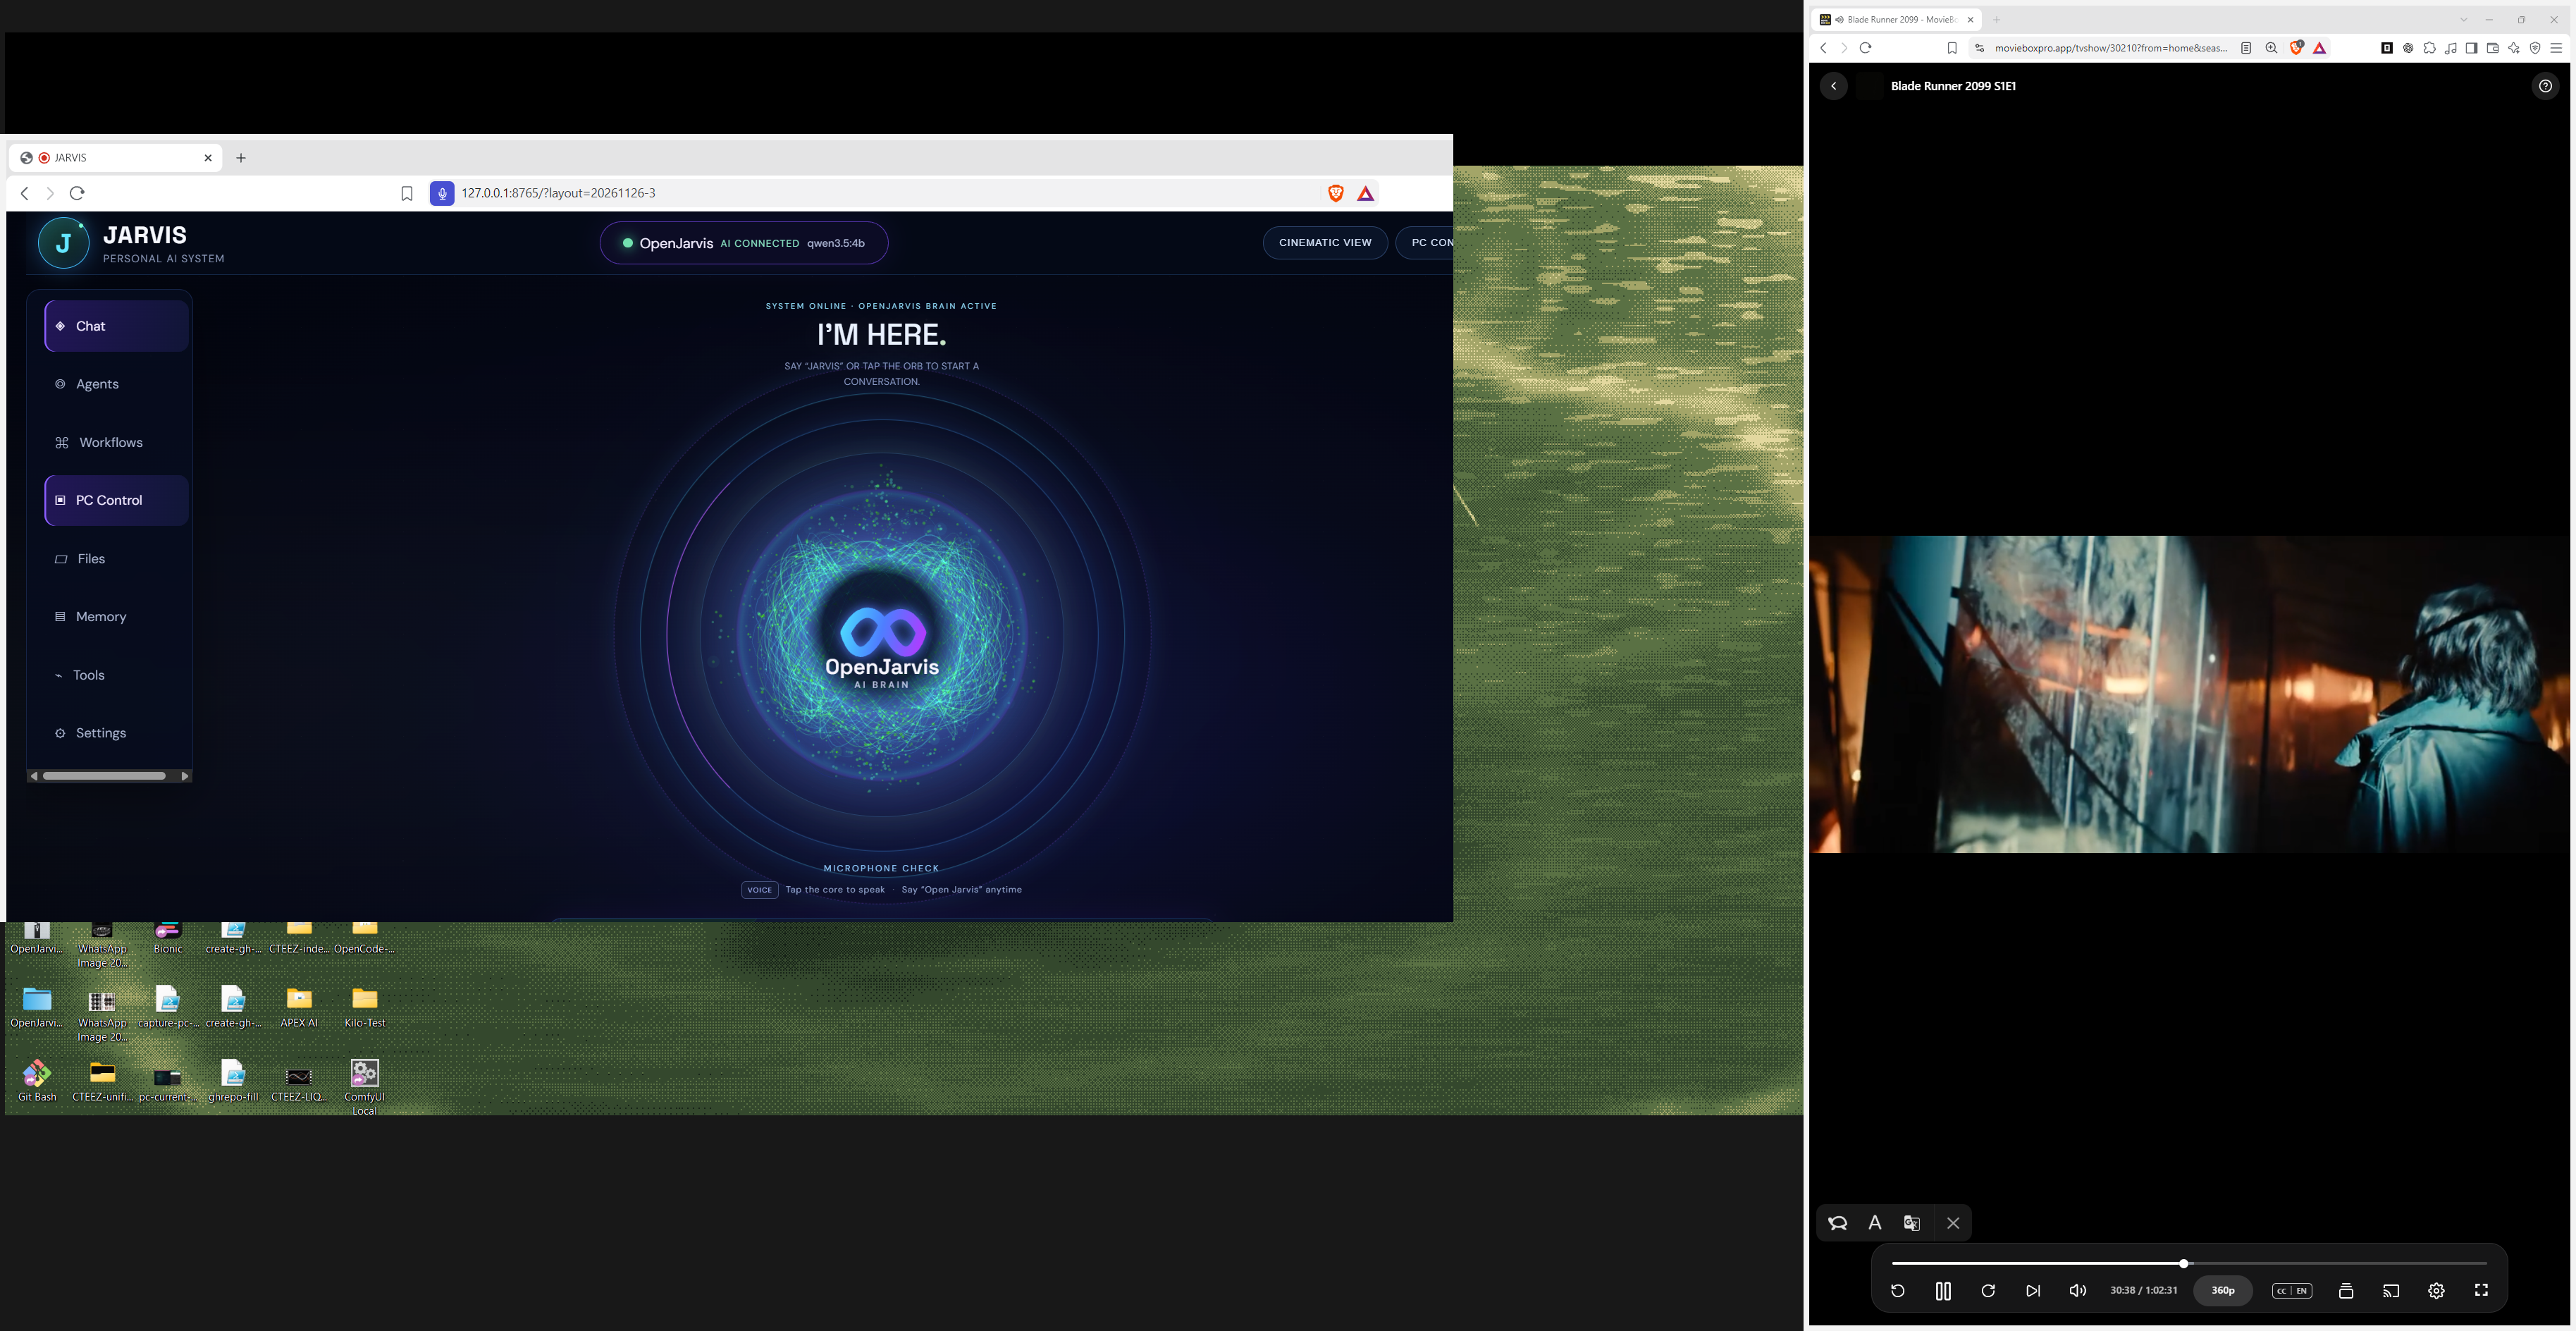 JARVIS
127.0.0.1:8765/?layout=20261126-3
J
JARVIS
PERSONAL AI SYSTEM
OpenJarvis AI CONNECTED qwen3.5:4b
CINEMATIC VIEW
PC CON
Chat
Agents
Workflows
PC Control
Files
Memory
Tools
Settings
SYSTEM ONLINE · OPENJARVIS BRAIN ACTIVE
I’M HERE.
SAY “JARVIS” OR TAP THE ORB TO START A
CONVERSATION.
OpenJarvis
AI BRAIN
MICROPHONE CHECK
VOICE Tap the core to speak · Say “Open Jarvis” anytime
OpenJarvi... WhatsApp Bionic create-gh-... CTEEZ-inde... OpenCode-...
Image 20...
OpenJarvi... WhatsApp capture-pc-... create-gh-... APEX AI Kilo-Test
Image 20...
Git Bash CTEEZ-unifi... pc-current-... ghrepo-fill CTEEZ-LIQ... ComfyUI
Local
Blade Runner 2099 - MovieBo
movieboxpro.app/tvshow/30210?from=home&seas...
Blade Runner 2099 S1E1
A
30:38 / 1:02:31
360p
CC | EN